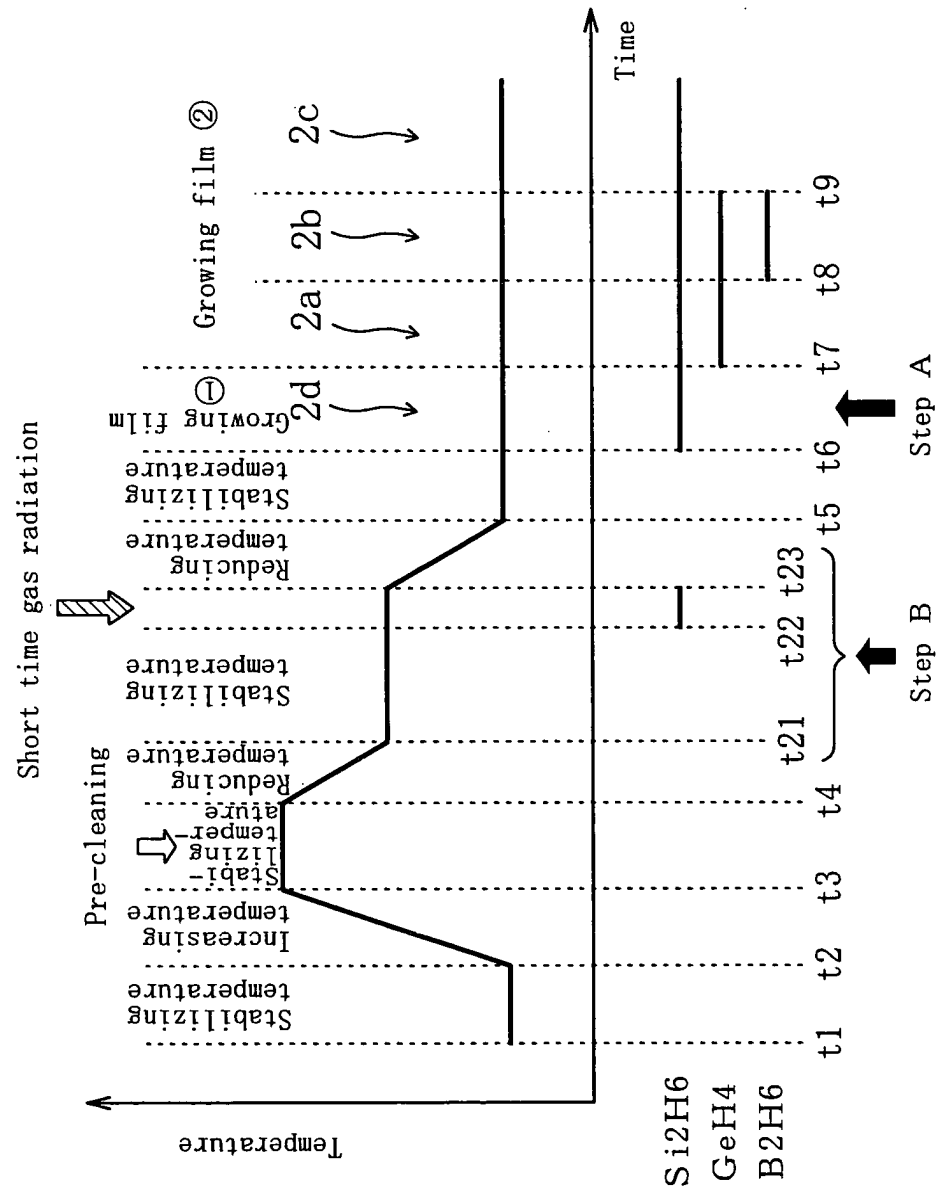 Short time gas radiation
Pre-cleaning
Growing film ②
Stabilizing
temperature
Increasing
temperature
Stabi-
lizing
temper-
ature
Reducing
temperature
Stabilizing
temperature
Reducing
temperature
Stabilizing
temperature
Growing film
①
2d
2a
2b
2c
Temperature
Time
Si2H6
GeH4
B2H6
t1
t2
t3
t4
t21
t22
t23
t5
t6
t7
t8
t9
Step B
Step A